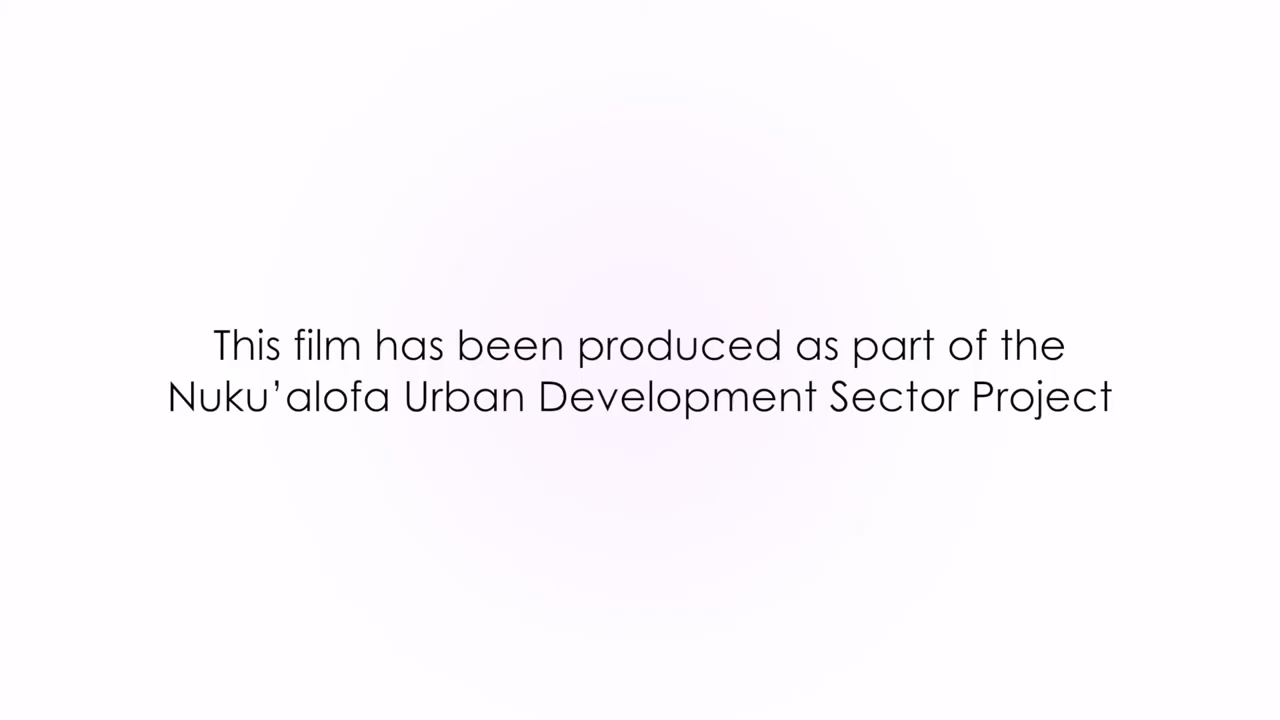 This film has been produced as part of the
Nuku’alofa Urban Development Sector Project